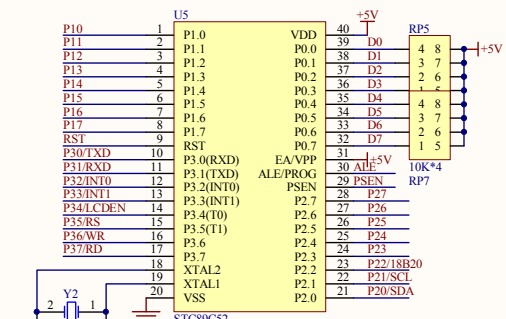 U5
+5V
RP5
P10 1 P1.0 VDD 40
P11 2 P1.1 P0.0 39 D0 4 8 +5V
P12 3 P1.2 P0.1 38 D1 3 7
P13 4 P1.3 P0.2 37 D2 2 6
P14 5 P1.4 P0.3 36 D3 1 5
P15 6 P1.5 P0.4 35 D4 4 8
P16 7 P1.6 P0.5 34 D5 3 7
P17 8 P1.7 P0.6 33 D6 2 6
RST 9 RST P0.7 32 D7 1 5
P30/TXD 10 P3.0(RXD) EA/VPP 31 +5V
P31/RXD 11 P3.1(TXD) ALE/PROG 30 ALE 10K*4
P32/INT0 12 P3.2(INT0) PSEN 29 PSEN RP7
P33/INT1 13 P3.3(INT1) P2.7 28 P27
P34/LCDEN 14 P3.4(T0) P2.6 27 P26
P35/RS 15 P3.5(T1) P2.5 26 P25
P36/WR 16 P3.6 P2.4 25 P24
P37/RD 17 P3.7 P2.3 24 P23
18 XTAL2 P2.2 23 P22/18B20
19 XTAL1 P2.1 22 P21/SCL
20 VSS P2.0 21 P20/SDA
Y2
2 1
STC89C52